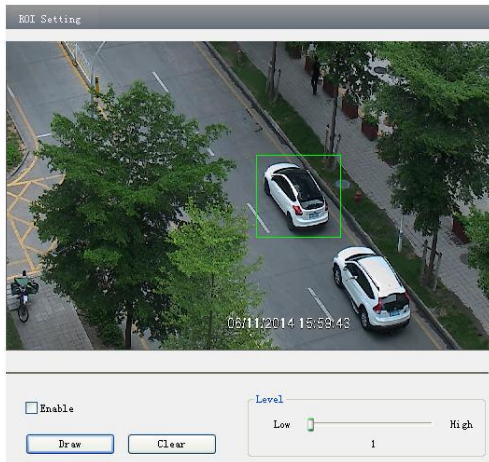 ROI Setting
06/11/2014 15:59:43
Enable
Draw
Clear
Level
Low
High
1